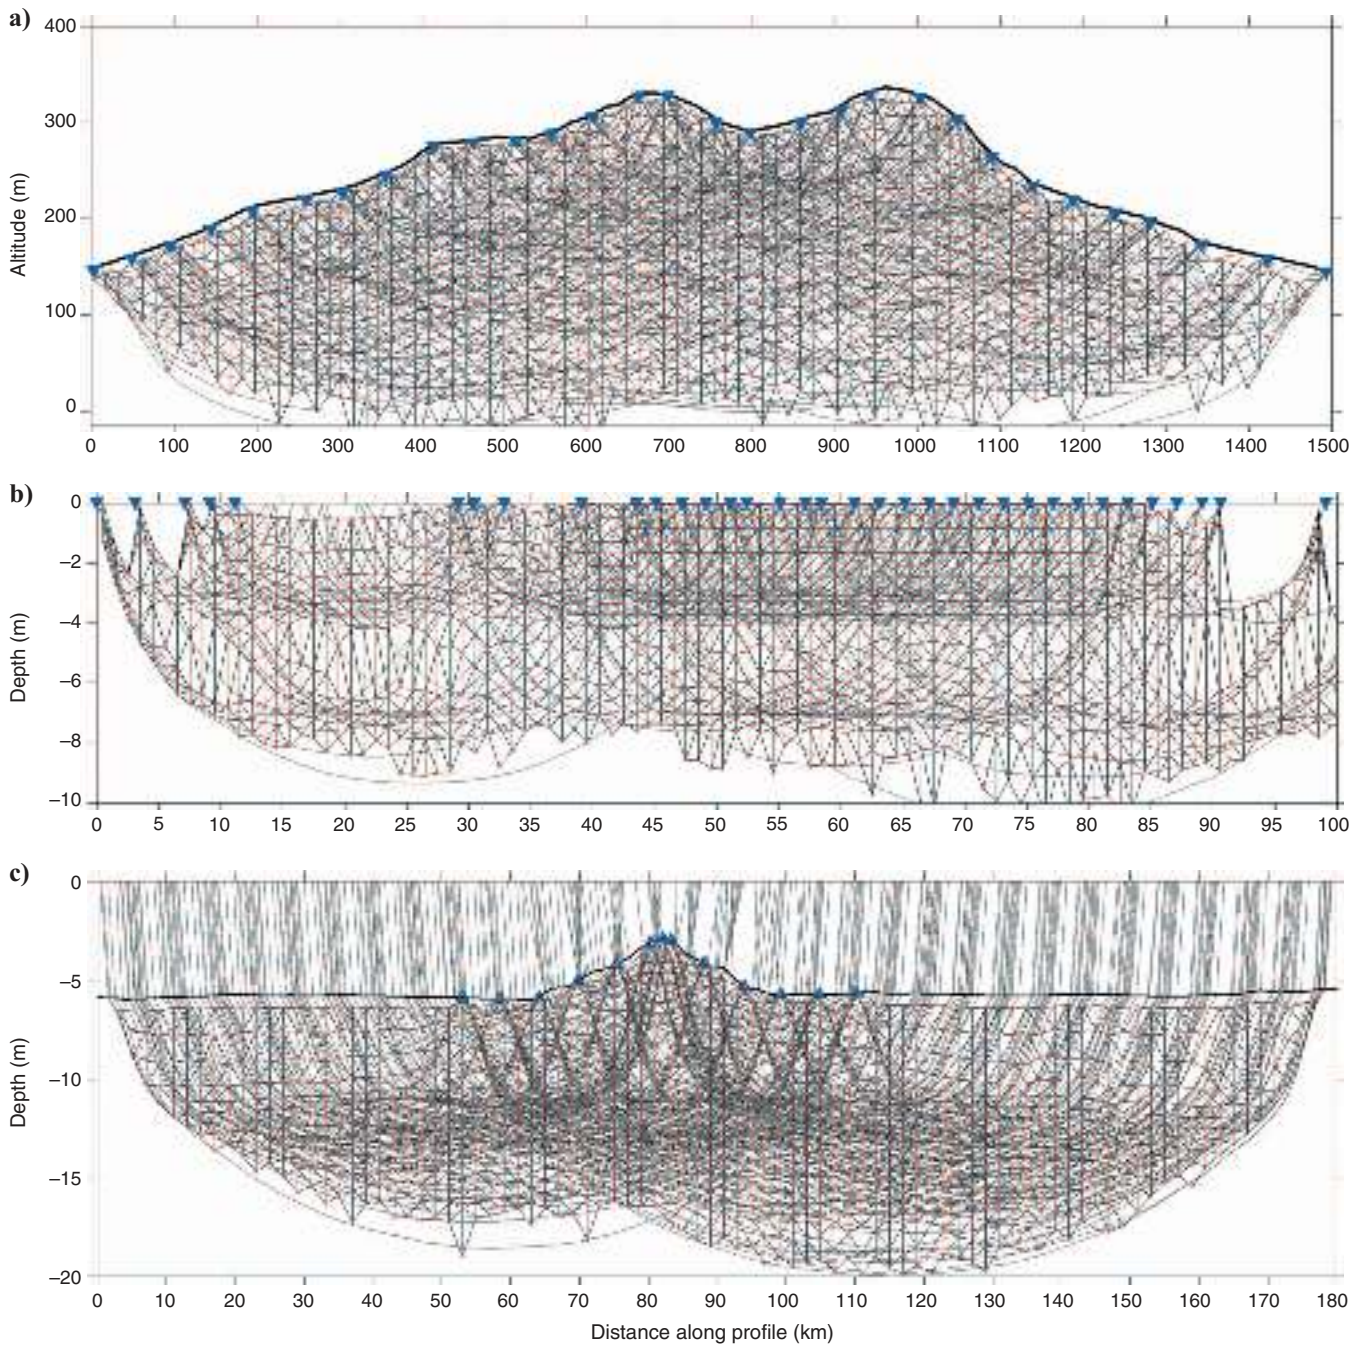 a)
400
300
200
100
0
Altitude (m)
0 100 200 300 400 500 600 700 800 900 1000 1100 1200 1300 1400 1500
b)
0
–2
–4
–6
–8
–10
Depth (m)
0 5 10 15 20 25 30 35 40 45 50 55 60 65 70 75 80 85 90 95 100
c)
0
–5
–10
–15
–20
Depth (m)
0 10 20 30 40 50 60 70 80 90 100 110 120 130 140 150 160 170 180
Distance along profile (km)